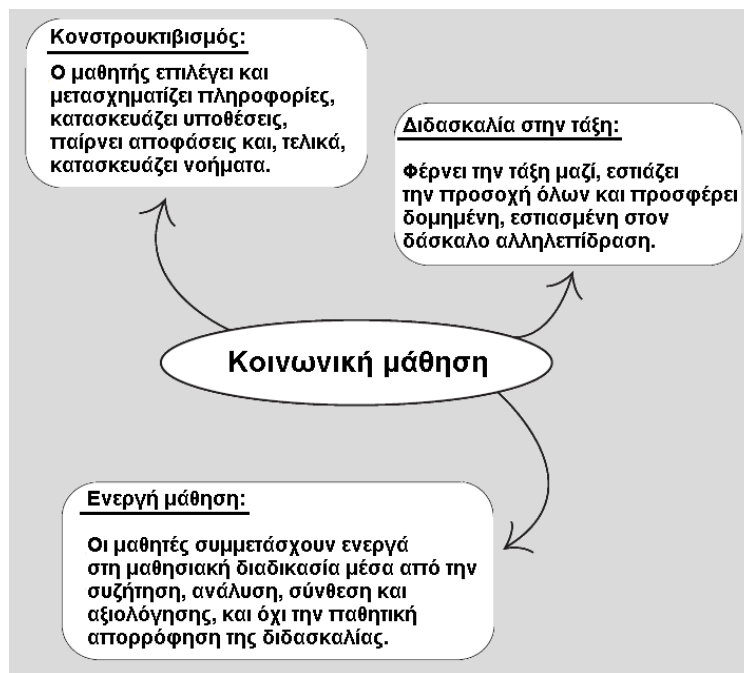 Κονστρουκτιβισμός:
Ο μαθητής επιλέγει και
μετασχηματίζει πληροφορίες,
κατασκευάζει υποθέσεις,
παίρνει αποφάσεις και, τελικά,
κατασκευάζει νοήματα.
Διδασκαλία στην τάξη:
Φέρνει την τάξη μαζί, εστιάζει
την προσοχή όλων και προσφέρει
δομημένη, εστιασμένη στον
δάσκαλο αλληλεπίδραση.
Κοινωνική μάθηση
Ενεργή μάθηση:
Οι μαθητές συμμετάσχουν ενεργά
στη μαθησιακή διαδικασία μέσα από την
συζήτηση, ανάλυση, σύνθεση και
αξιολόγησης, και όχι την παθητική
απορρόφηση της διδασκαλίας.